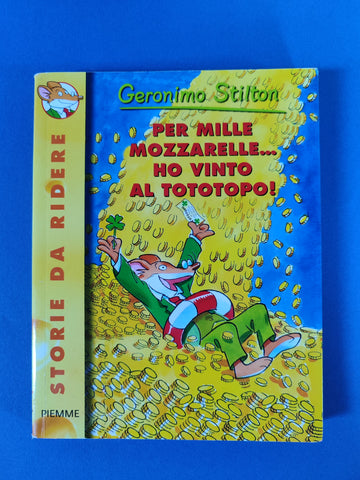 Geronimo Stilton
PER MILLE
MOZZARELLE...
HO VINTO
AL TOTOTOPO!
STORIE DA RIDERE
PIEMME